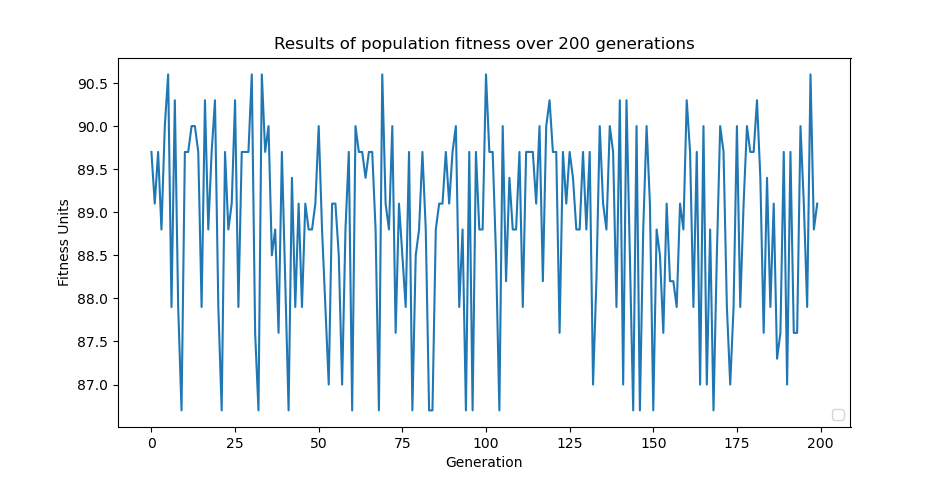 Results of population fitness over 200 generations
90.5
90.0
89.5
89.0
88.5
88.0
87.5
87.0
Fitness Units
0 25 50 75 100 125 150 175 200
Generation